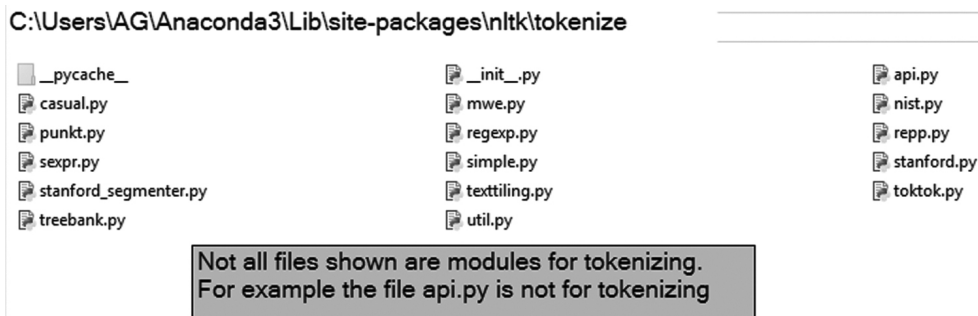 C:\Users\AG\Anaconda3\Lib\site-packages\nltk\tokenize
__pycache__ __init__.py api.py
casual.py mwe.py nist.py
punkt.py regexp.py repp.py
sexpr.py simple.py stanford.py
stanford_segmenter.py texttiling.py toktok.py
treebank.py util.py
Not all files shown are modules for tokenizing.
For example the file api.py is not for tokenizing